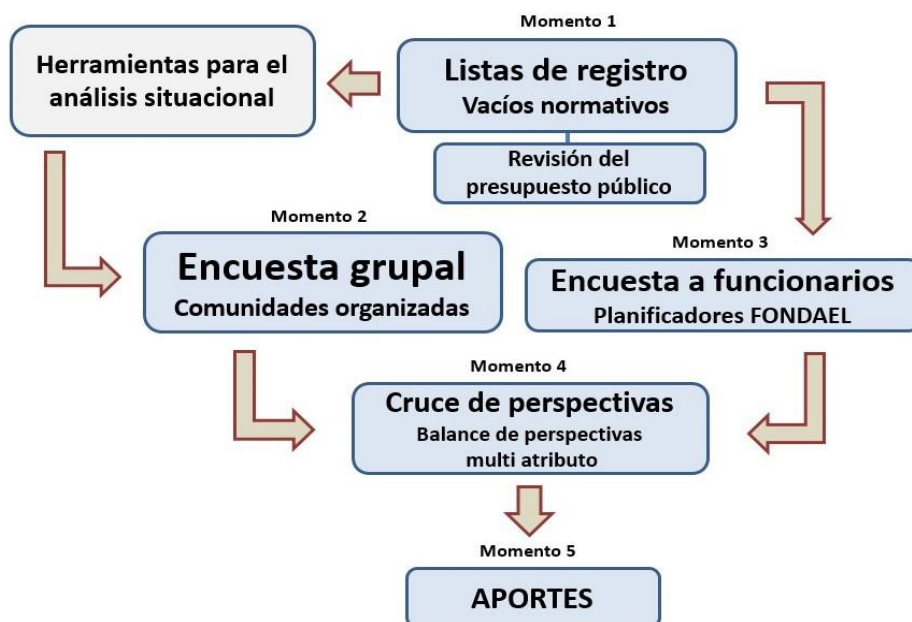 Momento 1
Herramientas para el
análisis situacional
Listas de registro
Vacíos normativos
Revisión del
presupuesto público
Momento 2
Encuesta grupal
Comunidades organizadas
Momento 3
Encuesta a funcionarios
Planificadores FONDAEL
Momento 4
Cruce de perspectivas
Balance de perspectivas
multi atributo
Momento 5
APORTES